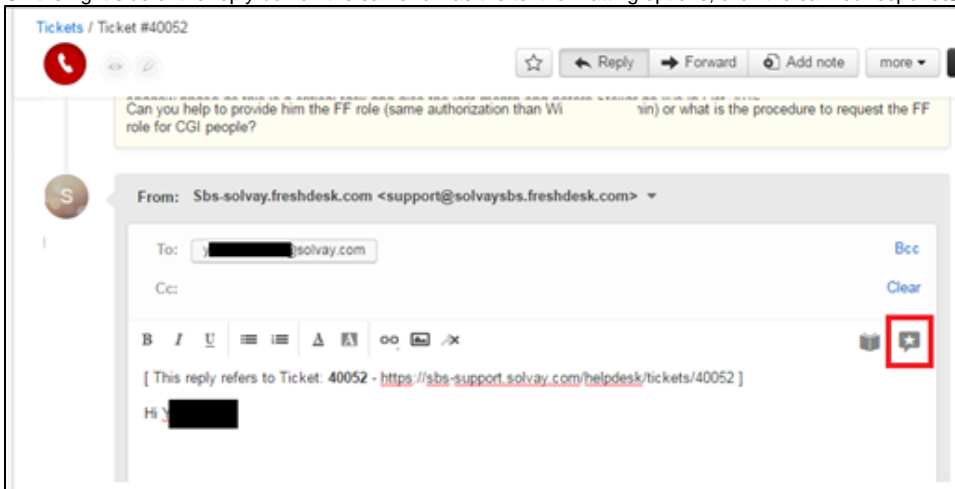 Tickets / Ticket #40052
Reply Forward Add note more
Can you help to provide him the FF role (same authorization than Wi hin) or what is the procedure to request the FF
role for CGI people?
S
From: Sbs-solvay.freshdesk.com <support@solvaysbs.freshdesk.com>
To: y @solvay.com Bcc
Cc: Clear
B I U A A
[ This reply refers to Ticket: 40052 - https://sbs-support.solvay.com/helpdesk/tickets/40052 ]
Hi Y